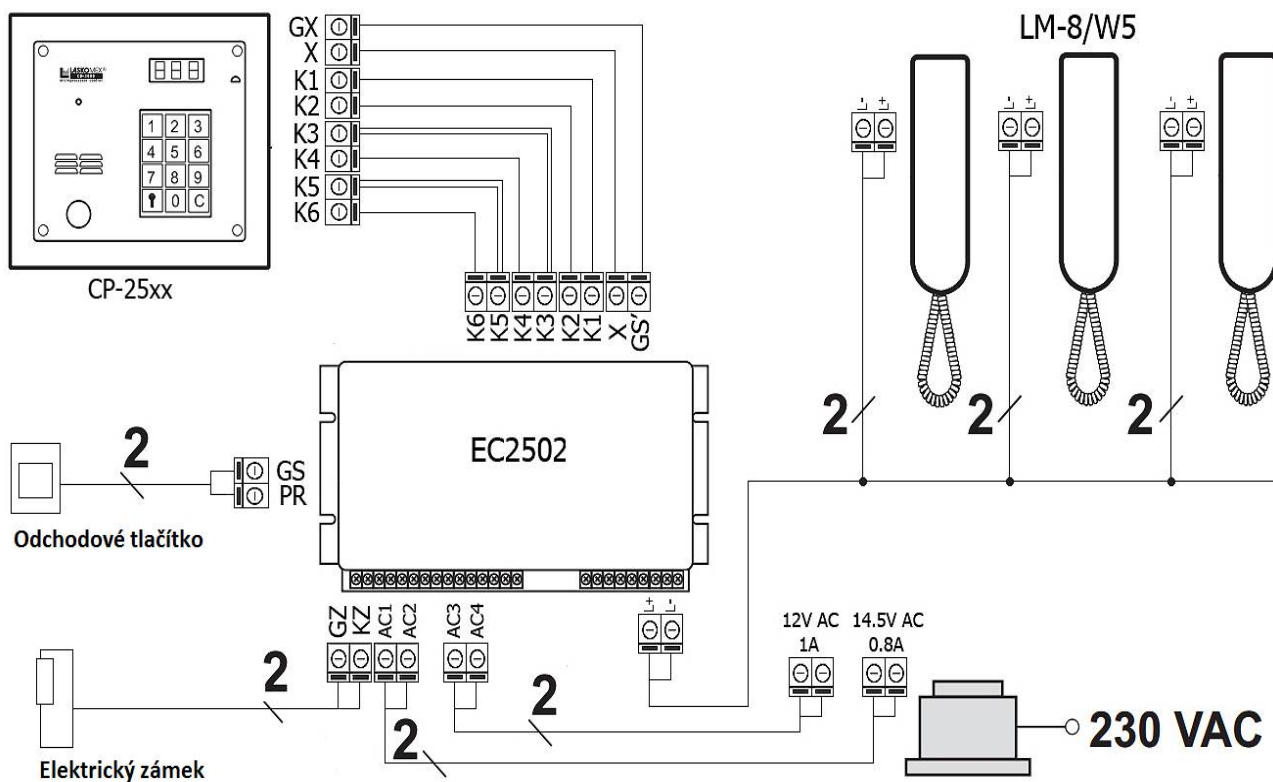 GX
X
K1
K2
K3
K4
K5
K6
LASKOMEX
1 2 3
4 5 6
7 8 9
0 C
CP-25xx
LM-8/W5
L- L+
L- L+
L- L+
K6 K5 K4 K3 K2 K1 X GS'
EC2502
2
GS
PR
Odchodové tlačítko
2 2 2
GZ KZ AC1 AC2 AC3 AC4
L+ L-
12V AC
1A
14.5V AC
0.8A
2
2
2
230 VAC
Elektrický zámek